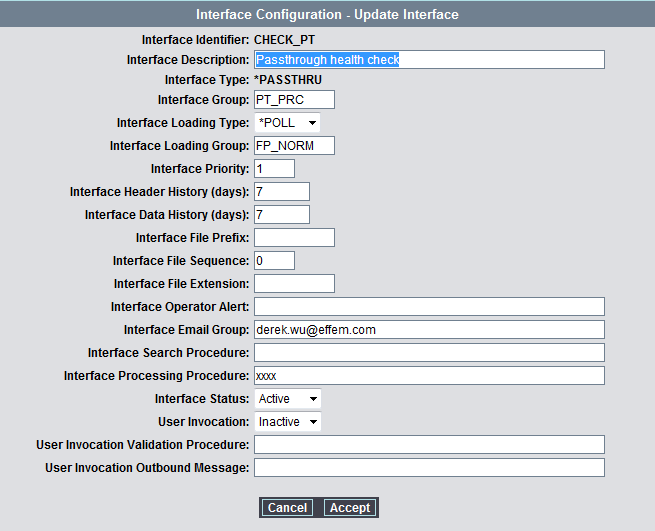 Interface Configuration - Update Interface
Interface Identifier: CHECK_PT
Interface Description: Passthrough health check
Interface Type: *PASSTHRU
Interface Group: PT_PRC
Interface Loading Type: *POLL
Interface Loading Group: FP_NORM
Interface Priority: 1
Interface Header History (days): 7
Interface Data History (days): 7
Interface File Prefix:
Interface File Sequence: 0
Interface File Extension:
Interface Operator Alert:
Interface Email Group: derek.wu@effem.com
Interface Search Procedure:
Interface Processing Procedure: xxxx
Interface Status: Active
User Invocation: Inactive
User Invocation Validation Procedure:
User Invocation Outbound Message:
Cancel Accept